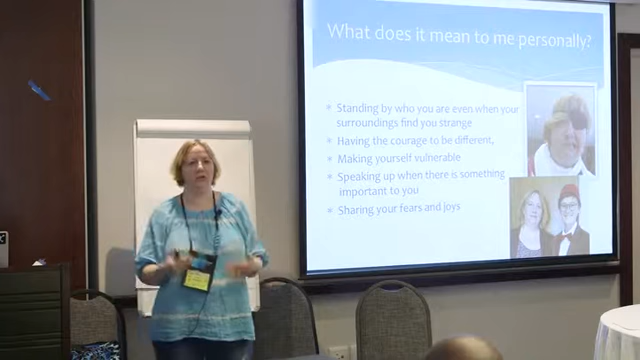 What does it mean to me personally?
Standing by who you are even when your
surroundings find you strange
Having the courage to be different,
Making yourself vulnerable
Speaking up when there is something
important to you
Sharing your fears and joys